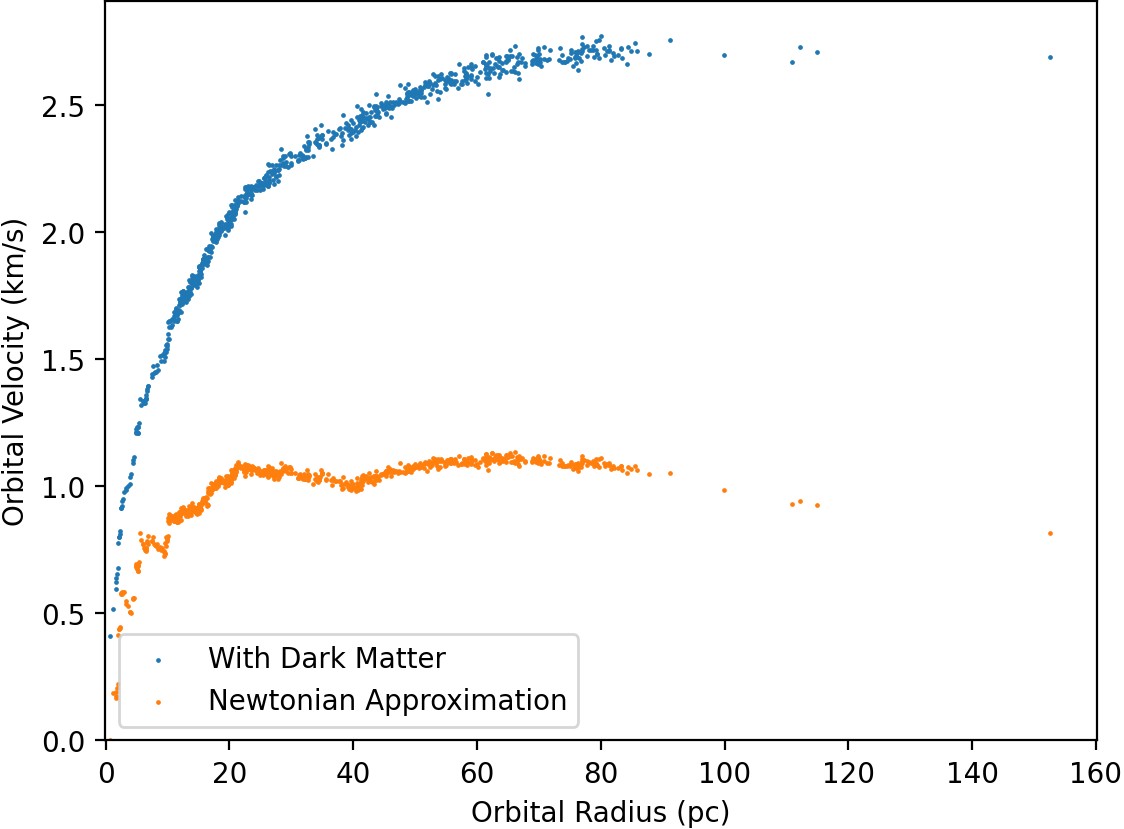 Orbital Velocity (km/s)
2.5
2.0
1.5
1.0
0.5
0.0
With Dark Matter
Newtonian Approximation
0 20 40 60 80 100 120 140 160
Orbital Radius (pc)